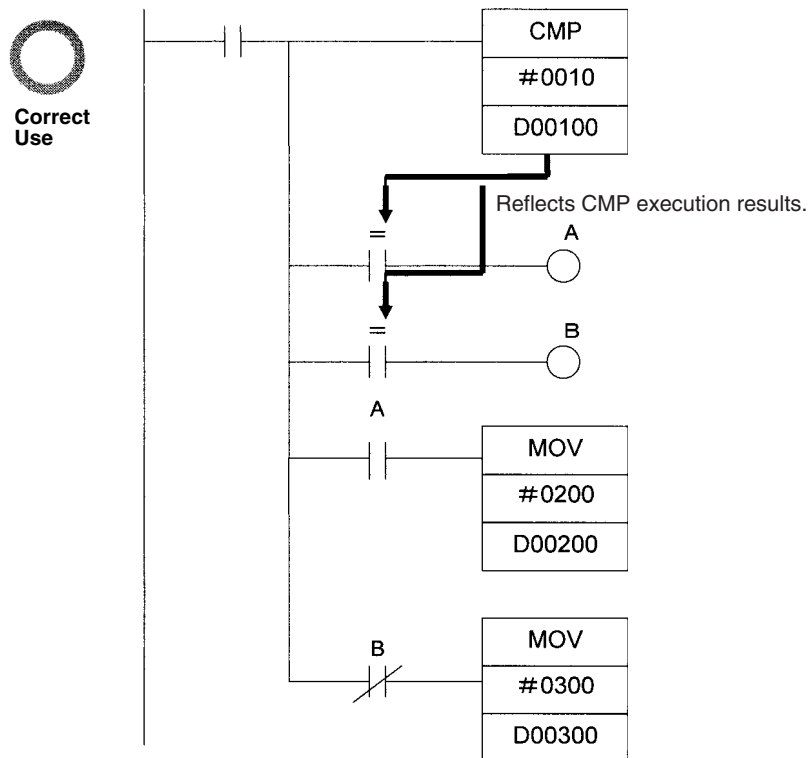 CMP
#0010
D00100
Correct
Use
Reflects CMP execution results.
=
A
=
B
A
MOV
#0200
D00200
B
MOV
#0300
D00300